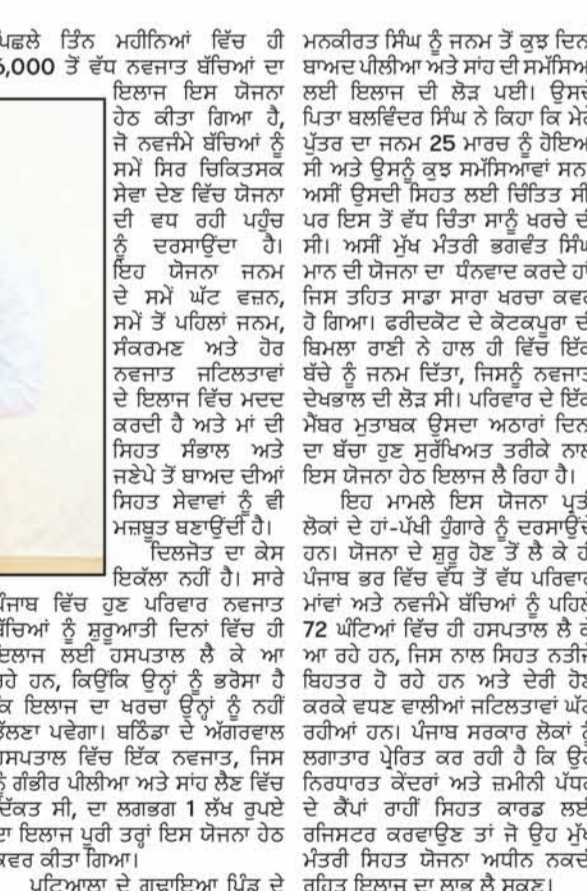 ਪਿਛਲੇ ਤਿੰਨ ਮਹੀਨਿਆਂ ਵਿੱਚ ਹੀ
6,000 ਤੋਂ ਵੱਧ ਨਵਜਾਤ ਬੱਚਿਆਂ ਦਾ
ਇਲਾਜ ਇਸ ਯੋਜਨਾ
ਹੇਠ ਕੀਤਾ ਗਿਆ ਹੈ,
ਜੋ ਨਵਜੰਮੇ ਬੱਚਿਆਂ ਨੂੰ
ਸਮੇਂ ਸਿਰ ਚਿਕਿਤਸਕ
ਸੇਵਾ ਦੇਣ ਵਿੱਚ ਯੋਜਨਾ
ਦੀ ਵਧ ਰਹੀ ਪਹੁੰਚ
ਨੂੰ ਦਰਸਾਉਂਦਾ ਹੈ।
ਇਹ ਯੋਜਨਾ ਜਨਮ
ਦੇ ਸਮੇਂ ਘੱਟ ਵਜ਼ਨ,
ਸਮੇਂ ਤੋਂ ਪਹਿਲਾਂ ਜਨਮ,
ਸੰਕਰਮਣ ਅਤੇ ਹੋਰ
ਨਵਜਾਤ ਜਟਿਲਤਾਵਾਂ
ਦੇ ਇਲਾਜ ਵਿੱਚ ਮਦਦ
ਕਰਦੀ ਹੈ ਅਤੇ ਮਾਂ ਦੀ
ਸਿਹਤ ਸੰਭਾਲ ਅਤੇ
ਜਣੇਪੇ ਤੋਂ ਬਾਅਦ ਦੀਆਂ
ਸਿਹਤ ਸੇਵਾਵਾਂ ਨੂੰ ਵੀ
ਮਜ਼ਬੂਤ ਬਣਾਉਂਦੀ ਹੈ।
ਦਿਲਜੋਤ ਦਾ ਕੇਸ
ਇਕੱਲਾ ਨਹੀਂ ਹੈ। ਸਾਰੇ
ਪੰਜਾਬ ਵਿੱਚ ਹੁਣ ਪਰਿਵਾਰ ਨਵਜਾਤ
ਬੱਚਿਆਂ ਨੂੰ ਸ਼ੁਰੂਆਤੀ ਦਿਨਾਂ ਵਿੱਚ ਹੀ
ਇਲਾਜ ਲਈ ਹਸਪਤਾਲ ਲੈ ਕੇ ਆ
ਰਹੇ ਹਨ, ਕਿਉਂਕਿ ਉਨ੍ਹਾਂ ਨੂੰ ਭਰੋਸਾ ਹੈ
ਕਿ ਇਲਾਜ ਦਾ ਖਰਚਾ ਉਨ੍ਹਾਂ ਨੂੰ ਨਹੀਂ
ਝੱਲਣਾ ਪਵੇਗਾ। ਬਠਿੰਡਾ ਦੇ ਅੱਗਰਵਾਲ
ਹਸਪਤਾਲ ਵਿੱਚ ਇੱਕ ਨਵਜਾਤ, ਜਿਸ
ਨੂੰ ਗੰਭੀਰ ਪੀਲੀਆ ਅਤੇ ਸਾਂਹ ਲੈਣ ਵਿੱਚ
ਦਿੱਕਤ ਸੀ, ਦਾ ਲਗਭਗ 1 ਲੱਖ ਰੁਪਏ
ਦਾ ਇਲਾਜ ਪੂਰੀ ਤਰ੍ਹਾਂ ਇਸ ਯੋਜਨਾ ਹੇਠ
ਕਵਰ ਕੀਤਾ ਗਿਆ।
ਪਟਿਆਲਾ ਦੇ ਗਢਾਇਆ ਪਿੰਡ ਦੇ
ਮਨਕੀਰਤ ਸਿੰਘ ਨੂੰ ਜਨਮ ਤੋਂ ਕੁਝ ਦਿਨ
ਬਾਅਦ ਪੀਲੀਆ ਅਤੇ ਸਾਂਹ ਦੀ ਸਮੱਸਿਆ
ਲਈ ਇਲਾਜ ਦੀ ਲੋੜ ਪਈ। ਉਸਦੇ
ਪਿਤਾ ਬਲਵਿੰਦਰ ਸਿੰਘ ਨੇ ਕਿਹਾ ਕਿ ਮੇਰੇ
ਪੁੱਤਰ ਦਾ ਜਨਮ 25 ਮਾਰਚ ਨੂੰ ਹੋਇਆ
ਸੀ ਅਤੇ ਉਸਨੂੰ ਕੁਝ ਸਮੱਸਿਆਵਾਂ ਸਨ।
ਅਸੀਂ ਉਸਦੀ ਸਿਹਤ ਲਈ ਚਿੰਤਿਤ ਸੀ
ਪਰ ਇਸ ਤੋਂ ਵੱਧ ਚਿੰਤਾ ਸਾਨੂੰ ਖਰਚੇ ਦੀ
ਸੀ। ਅਸੀਂ ਮੁੱਖ ਮੰਤਰੀ ਭਗਵੰਤ ਸਿੰਘ
ਮਾਨ ਦੀ ਯੋਜਨਾ ਦਾ ਧੰਨਵਾਦ ਕਰਦੇ ਹਾਂ
ਜਿਸ ਤਹਿਤ ਸਾਡਾ ਸਾਰਾ ਖਰਚਾ ਕਵਰ
ਹੋ ਗਿਆ। ਫਰੀਦਕੋਟ ਦੇ ਕੋਟਕਪੂਰਾ ਦੀ
ਬਿਮਲਾ ਰਾਣੀ ਨੇ ਹਾਲ ਹੀ ਵਿੱਚ ਇੱਕ
ਬੱਚੇ ਨੂੰ ਜਨਮ ਦਿੱਤਾ, ਜਿਸਨੂੰ ਨਵਜਾਤ
ਦੇਖਭਾਲ ਦੀ ਲੋੜ ਸੀ। ਪਰਿਵਾਰ ਦੇ ਇੱਕ
ਮੈਂਬਰ ਮੁਤਾਬਕ ਉਸਦਾ ਅਠਾਰਾਂ ਦਿਨ
ਦਾ ਬੱਚਾ ਹੁਣ ਸੁਰੱਖਿਅਤ ਤਰੀਕੇ ਨਾਲ
ਇਸ ਯੋਜਨਾ ਹੇਠ ਇਲਾਜ ਲੈ ਰਿਹਾ ਹੈ।
ਇਹ ਮਾਮਲੇ ਇਸ ਯੋਜਨਾ ਪ੍ਰਤੀ
ਲੋਕਾਂ ਦੇ ਹਾਂ-ਪੱਖੀ ਹੁੰਗਾਰੇ ਨੂੰ ਦਰਸਾਉਂਦੇ
ਹਨ। ਯੋਜਨਾ ਦੇ ਸ਼ੁਰੂ ਹੋਣ ਤੋਂ ਲੈ ਕੇ ਹੀ
ਪੰਜਾਬ ਭਰ ਵਿੱਚ ਵੱਧ ਤੋਂ ਵੱਧ ਪਰਿਵਾਰ
ਮਾਂਵਾਂ ਅਤੇ ਨਵਜੰਮੇ ਬੱਚਿਆਂ ਨੂੰ ਪਹਿਲੇ
72 ਘੰਟਿਆਂ ਵਿੱਚ ਹੀ ਹਸਪਤਾਲ ਲੈ ਕੇ
ਆ ਰਹੇ ਹਨ, ਜਿਸ ਨਾਲ ਸਿਹਤ ਨਤੀਜੇ
ਬਿਹਤਰ ਹੋ ਰਹੇ ਹਨ ਅਤੇ ਦੇਰੀ ਹੋਣ
ਕਰਕੇ ਵਧਣ ਵਾਲੀਆਂ ਜਟਿਲਤਾਵਾਂ ਘੱਟ
ਰਹੀਆਂ ਹਨ। ਪੰਜਾਬ ਸਰਕਾਰ ਲੋਕਾਂ ਨੂੰ
ਲਗਾਤਾਰ ਪ੍ਰੇਰਿਤ ਕਰ ਰਹੀ ਹੈ ਕਿ ਉਹ
ਨਿਰਧਾਰਤ ਕੇਂਦਰਾਂ ਅਤੇ ਜ਼ਮੀਨੀ ਪੱਧਰ
ਦੇ ਕੈਂਪਾਂ ਰਾਹੀਂ ਸਿਹਤ ਕਾਰਡ ਲਈ
ਰਜਿਸਟਰ ਕਰਵਾਉਣ ਤਾਂ ਜੋ ਉਹ ਮੁੱਖ
ਮੰਤਰੀ ਸਿਹਤ ਯੋਜਨਾ ਅਧੀਨ ਨਕਦੀ
ਰਹਿਤ ਇਲਾਜ ਦਾ ਲਾਭ ਲੈ ਸਕਣ।